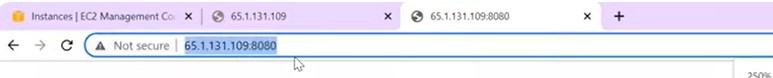 Instances | EC2 Management Co
65.1.131.109
65.1.131.109:8080
Not secure
65.1.131.109:8080
250%